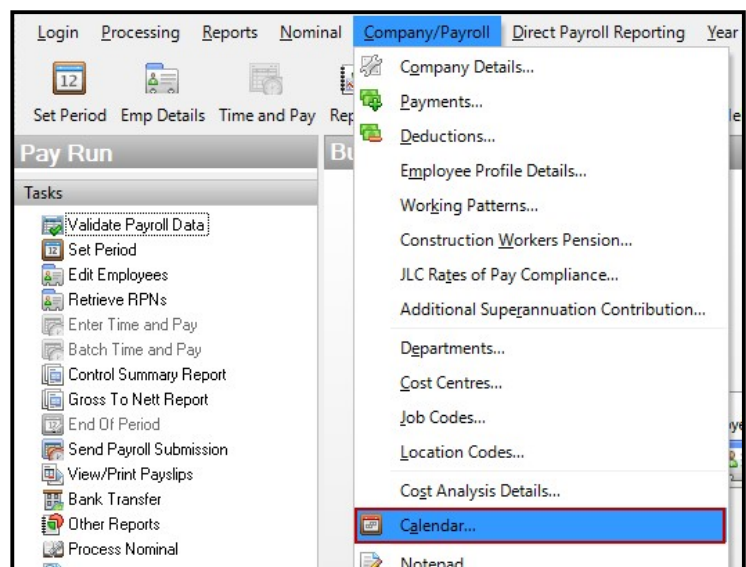 Login Processing Reports Nominal Company/Payroll Direct Payroll Reporting Year
12
Set Period Emp Details Time and Pay
Pay Run
Tasks
Validate Payroll Data
Set Period
Edit Employees
Retrieve RPNs
Enter Time and Pay
Batch Time and Pay
Control Summary Report
Gross To Nett Report
End Of Period
Send Payroll Submission
View/Print Payslips
Bank Transfer
Other Reports
Process Nominal
Company Details...
Payments...
Deductions...
Employee Profile Details...
Working Patterns...
Construction Workers Pension...
JLC Rates of Pay Compliance...
Additional Superannuation Contribution...
Departments...
Cost Centres...
Job Codes...
Location Codes...
Cost Analysis Details...
Calendar...
Notepad